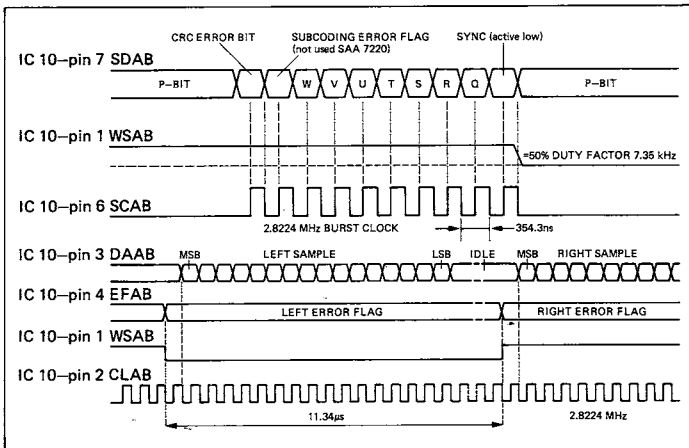 CRC ERROR BIT
SUBCODING ERROR FLAG
(not used SAA 7220)
SYNC (active low)
IC 10–pin 7 SDAB
P–BIT
W V U T S R Q
P–BIT
IC 10–pin 1 WSAB
=50% DUTY FACTOR 7.35 kHz
IC 10–pin 6 SCAB
2.8224 MHz BURST CLOCK
354.3ns
IC 10–pin 3 DAAB
MSB LEFT SAMPLE LSB IDLE MSB RIGHT SAMPLE
IC 10–pin 4 EFAB
LEFT ERROR FLAG RIGHT ERROR FLAG
IC 10–pin 1 WSAB
IC 10–pin 2 CLAB
11.34µs
2.8224 MHz